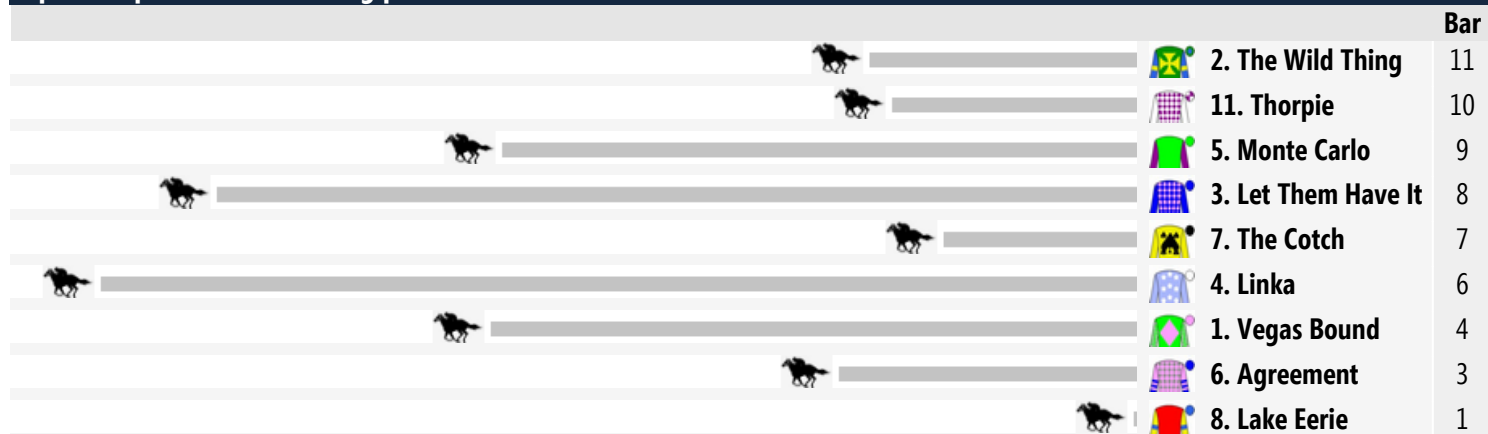 Bar
2. The Wild Thing 11
11. Thorpie 10
5. Monte Carlo 9
3. Let Them Have It 8
7. The Cotch 7
4. Linka 6
1. Vegas Bound 4
6. Agreement 3
8. Lake Eerie 1